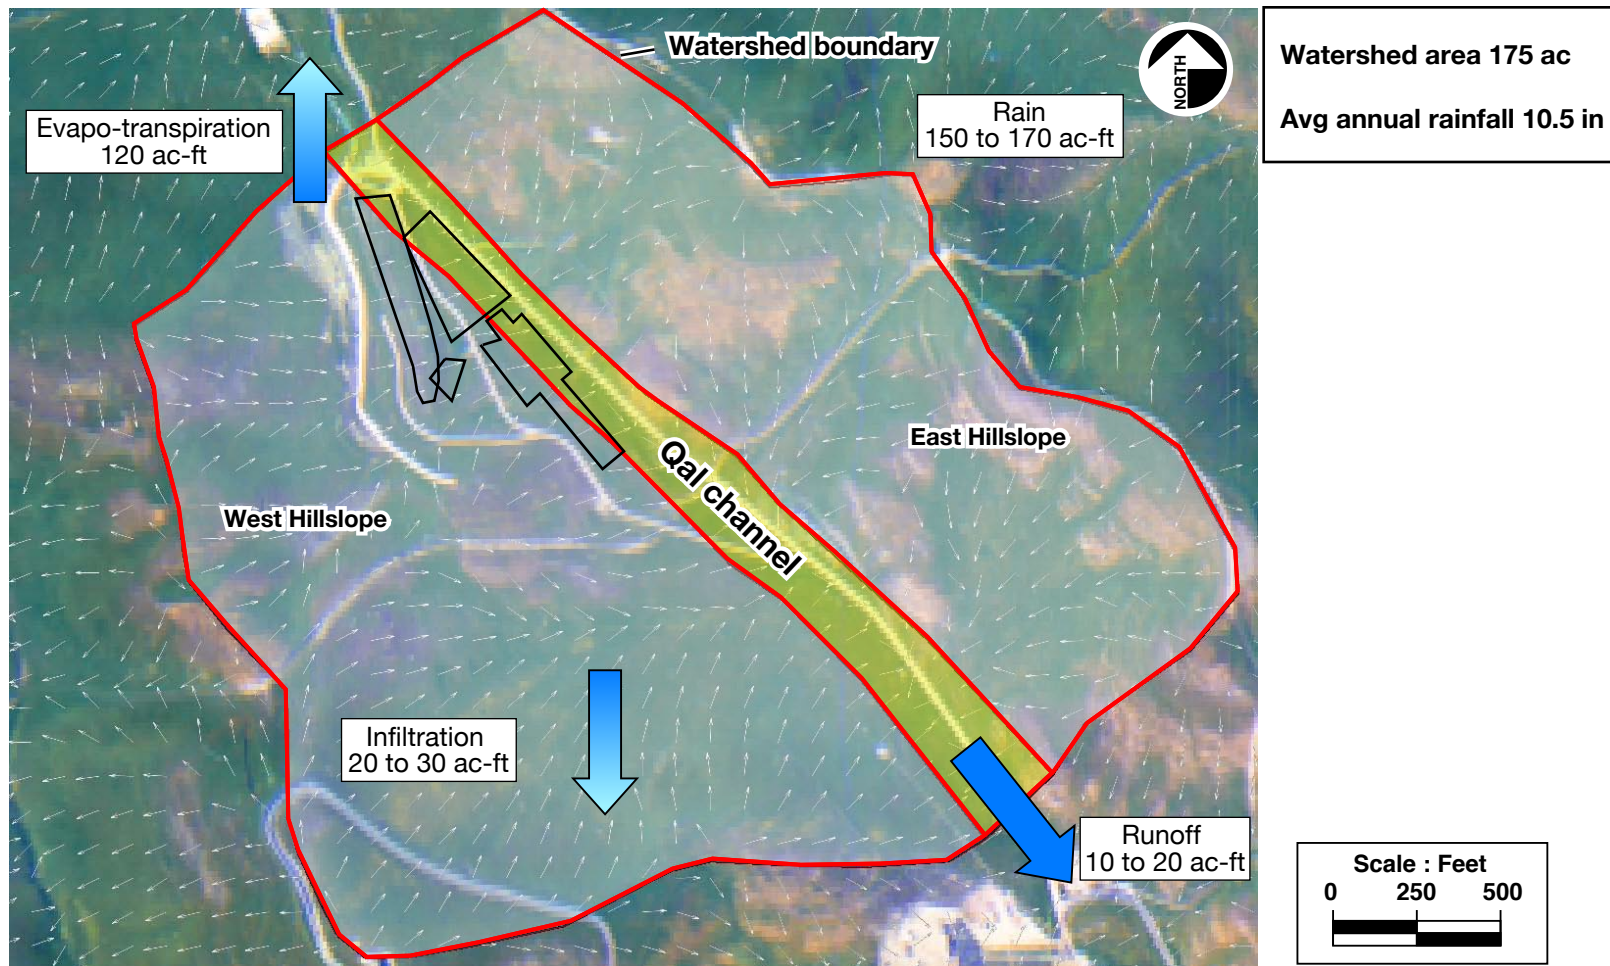 Watershed boundary
NORTH
Watershed area 175 ac
Avg annual rainfall 10.5 in
Evapo-transpiration
120 ac-ft
Rain
150 to 170 ac-ft
East Hillslope
Qal channel
West Hillslope
Infiltration
20 to 30 ac-ft
Runoff
10 to 20 ac-ft
Scale : Feet
0 250 500